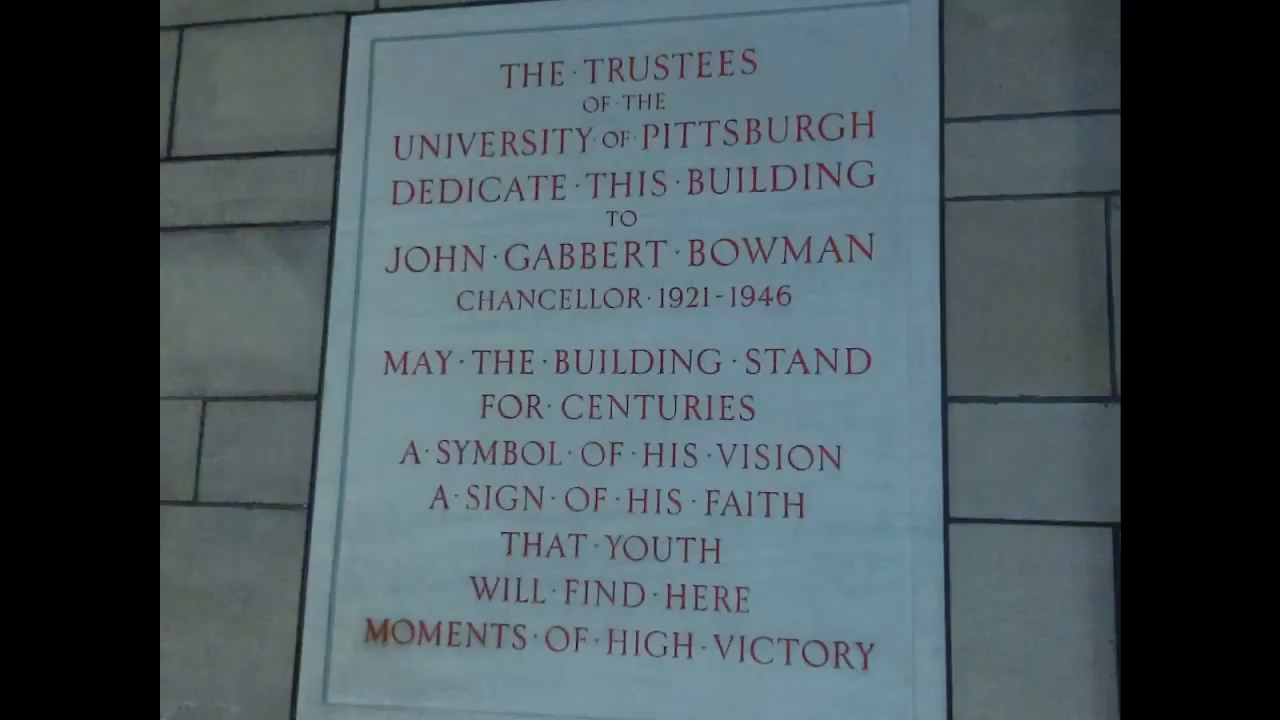 THE·TRUSTEES
OF·THE
UNIVERSITY·OF·PITTSBURGH
DEDICATE·THIS·BUILDING
TO
JOHN·GABBERT·BOWMAN
CHANCELLOR·1921-1946
MAY·THE·BUILDING·STAND
FOR·CENTURIES
A·SYMBOL·OF·HIS·VISION
A·SIGN·OF·HIS·FAITH
THAT·YOUTH
WILL·FIND·HERE
MOMENTS·OF·HIGH·VICTORY